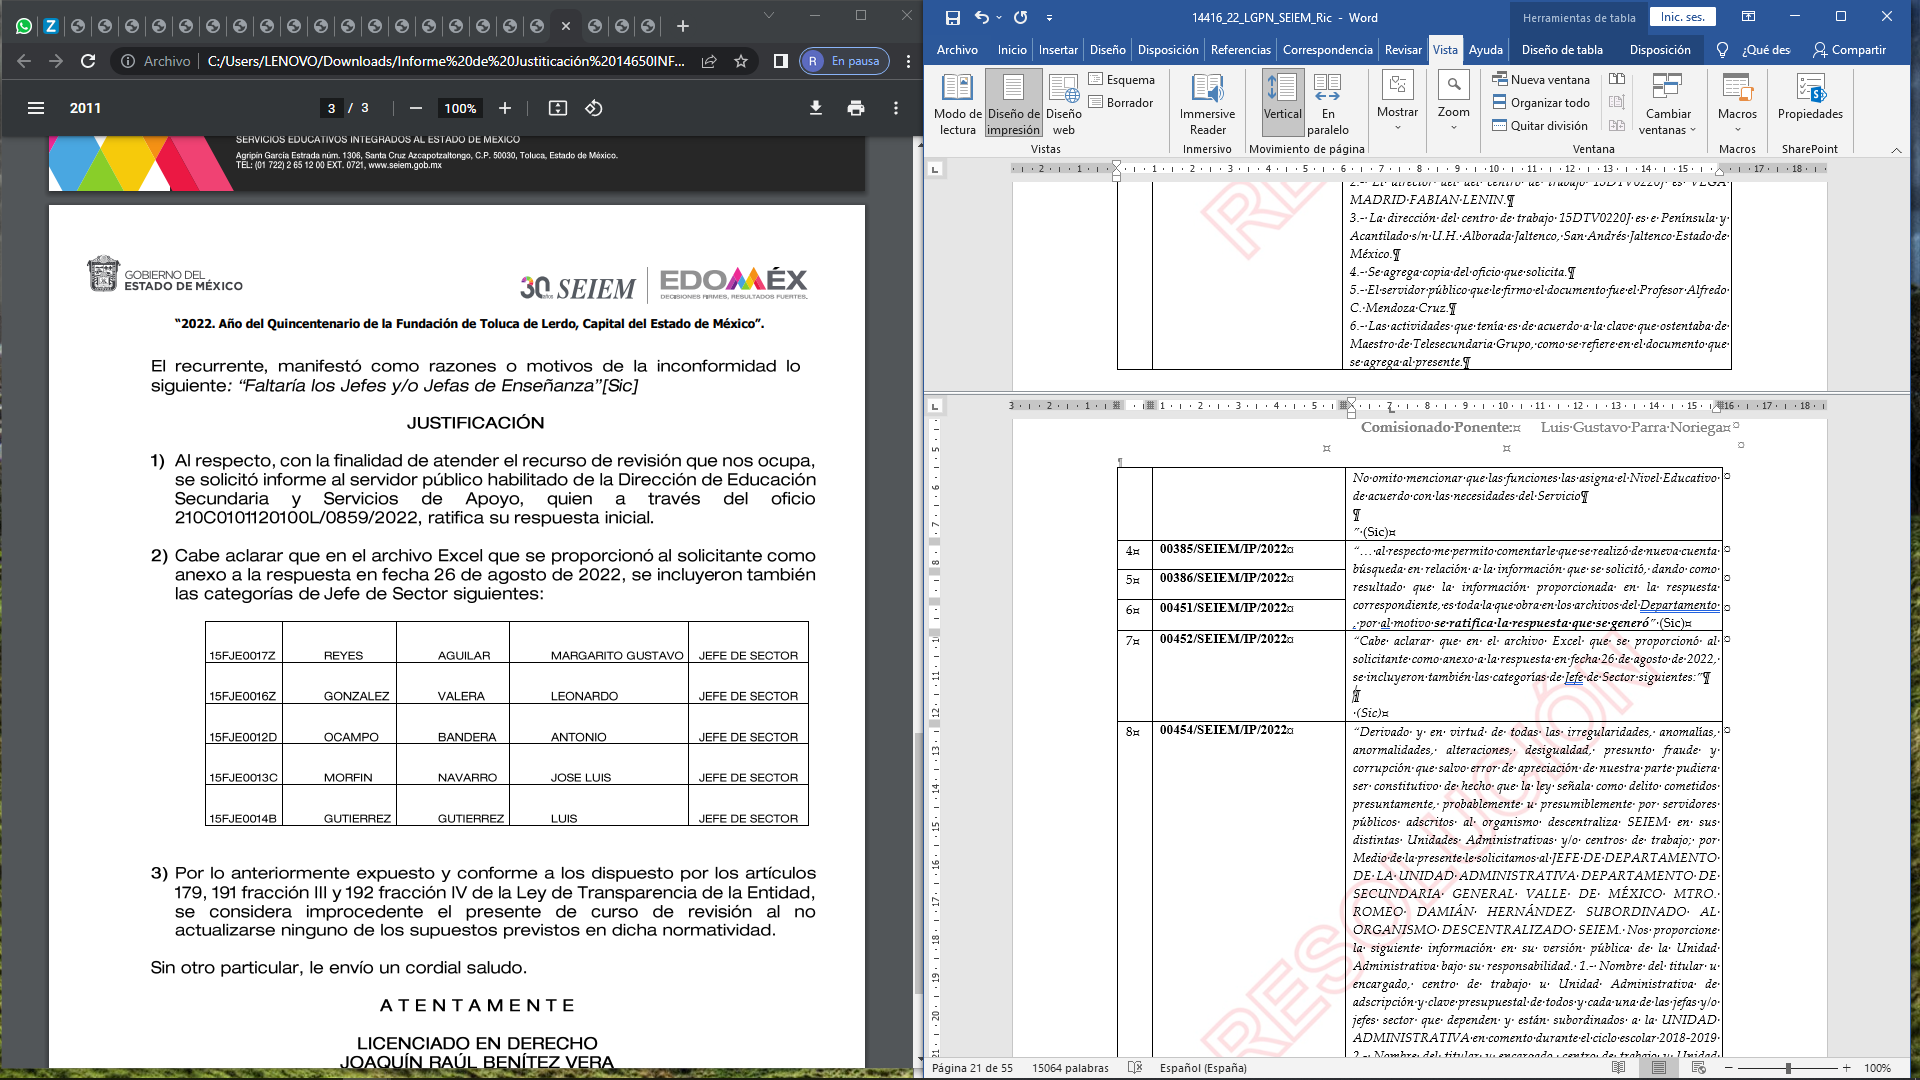 Archivo
C:/Users/LENOVO/Downloads/Informe%20de%20Justiticación%2014650INF...
R En pausa
2011
3 / 3
100%
SERVICIOS EDUCATIVOS INTEGRADOS AL ESTADO DE MÉXICO
Agripín García Estrada núm. 1306, Santa Cruz Azcapotzaltongo, C.P. 50030, Toluca, Estado de México.
TEL: (01 722) 2 65 12 00 EXT. 0721, www.seiem.gob.mx
GOBIERNO DEL
ESTADO DE MÉXICO
30 años SEIEM
EDOMÉX
DECISIONES FIRMES, RESULTADOS FUERTES.
"2022. Año del Quincentenario de la Fundación de Toluca de Lerdo, Capital del Estado de México".
El recurrente, manifestó como razones o motivos de la inconformidad lo
siguiente: "Faltaría los Jefes y/o Jefas de Enseñanza"[Sic]
JUSTIFICACIÓN
1) Al respecto, con la finalidad de atender el recurso de revisión que nos ocupa,
se solicitó informe al servidor público habilitado de la Dirección de Educación
Secundaria y Servicios de Apoyo, quien a través del oficio
210C0101120100L/0859/2022, ratifica su respuesta inicial.
2) Cabe aclarar que en el archivo Excel que se proporcionó al solicitante como
anexo a la respuesta en fecha 26 de agosto de 2022, se incluyeron también
las categorías de Jefe de Sector siguientes:
15FJE0017Z REYES AGUILAR MARGARITO GUSTAVO JEFE DE SECTOR
15FJE0016Z GONZALEZ VALERA LEONARDO JEFE DE SECTOR
15FJE0012D OCAMPO BANDERA ANTONIO JEFE DE SECTOR
15FJE0013C MORFIN NAVARRO JOSE LUIS JEFE DE SECTOR
15FJE0014B GUTIERREZ GUTIERREZ LUIS JEFE DE SECTOR
3) Por lo anteriormente expuesto y conforme a los dispuesto por los artículos
179, 191 fracción III y 192 fracción IV de la Ley de Transparencia de la Entidad,
se considera improcedente el presente de curso de revisión al no
actualizarse ninguno de los supuestos previstos en dicha normatividad.
Sin otro particular, le envío un cordial saludo.
A T E N T A M E N T E
LICENCIADO EN DERECHO
JOAQUÍN RAÚL BENÍTEZ VERA
14416_22_LGPN_SEIEM_Ric - Word
Herramientas de tabla
Inic. ses.
Archivo Inicio Insertar Diseño Disposición Referencias Correspondencia Revisar Vista Ayuda Diseño de tabla Disposición ¿Qué des Compartir
Modo de lectura
Diseño de impresión
Diseño web
Esquema
Borrador
Vistas
Immersive Reader
Inmersivo
Vertical
En paralelo
Movimiento de página
Mostrar
Zoom
Nueva ventana
Organizar todo
Quitar división
Cambiar ventanas
Ventana
Macros
Macros
Propiedades
SharePoint
2.- El director del del centro de trabajo 15DTV0220J es VEGA
MADRID FABIAN LENIN.¶
3.- La dirección del centro de trabajo 15DTV0220J es e Península y
Acantilado s/n U.H. Alborada Jaltenco, San Andrés Jaltenco Estado de
México.¶
4.- Se agrega copia del oficio que solicita.¶
5.- El servidor público que le firmo el documento fue el Profesor Alfredo
C. Mendoza Cruz.¶
6.- Las actividades que tenía es de acuerdo a la clave que ostentaba de
Maestro de Telesecundaria Grupo, como se refiere en el documento que
se agrega al presente.¶
Comisionado Ponente:¤ Luis Gustavo Parra Noriega¤
No omito mencionar que las funciones las asigna el Nivel Educativo
de acuerdo con las necesidades del Servicio¶
¶
" (Sic)¤
4¤ 00385/SEIEM/IP/2022¤
5¤ 00386/SEIEM/IP/2022¤
6¤ 00451/SEIEM/IP/2022¤
"… al respecto me permito comentarle que se realizó de nueva cuenta
búsqueda en relación a la información que se solicitó, dando como
resultado que la información proporcionada en la respuesta
correspondiente, es toda la que obra en los archivos del Departamento
, por al motivo se ratifica la respuesta que se generó" (Sic)¤
7¤ 00452/SEIEM/IP/2022¤
"Cabe aclarar que en el archivo Excel que se proporcionó al
solicitante como anexo a la respuesta en fecha 26 de agosto de 2022,
se incluyeron también las categorías de Jefe de Sector siguientes:"¶
¶
(Sic)¤
8¤ 00454/SEIEM/IP/2022¤
"Derivado y en virtud de todas las irregularidades, anomalías,
anormalidades, alteraciones, desigualdad, presunto fraude y
corrupción que salvo error de apreciación de nuestra parte pudiera
ser constitutivo de hecho que la ley señala como delito cometidos
presuntamente, probablemente u presumiblemente por servidores
públicos adscritos al organismo descentraliza SEIEM en sus
distintas Unidades Administrativas y/o centros de trabajo; por
Medio de la presente le solicitamos al JEFE DE DEPARTAMENTO
DE LA UNIDAD ADMINISTRATIVA DEPARTAMENTO DE
SECUNDARIA GENERAL VALLE DE MÉXICO MTRO.
ROMEO DAMIÁN HERNÁNDEZ SUBORDINADO AL
ORGANISMO DESCENTRALIZADO SEIEM. Nos proporcione
la siguiente información en su versión pública de la Unidad
Administrativa bajo su responsabilidad. 1.- Nombre del titular u
encargado, centro de trabajo u Unidad Administrativa de
adscripción y clave presupuestal de todos y cada una de las jefas y/o
jefes sector que dependen y están subordinados a la UNIDAD
ADMINISTRATIVA en comento durante el ciclo escolar 2018-2019
2.- Nombre del titular u encargado, centro de trabajo u Unidad
RESOLUCIÓN
Página 21 de 55 15064 palabras Español (España) 100%